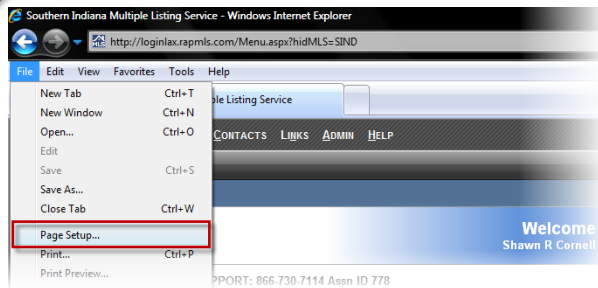 Southern Indiana Multiple Listing Service - Windows Internet Explorer
http://loginlax.rapmls.com/Menu.aspx?hidMLS=SIND
File Edit View Favorites Tools Help
New Tab Ctrl+T
ple Listing Service
New Window Ctrl+N
Open... Ctrl+O
CONTACTS LINKS ADMIN HELP
Edit
Save Ctrl+S
Save As...
Close Tab Ctrl+W
Page Setup...
Welcome
Shawn R Cornell
Print... Ctrl+P
Print Preview...
PPORT: 866-730-7114 Assn ID 778